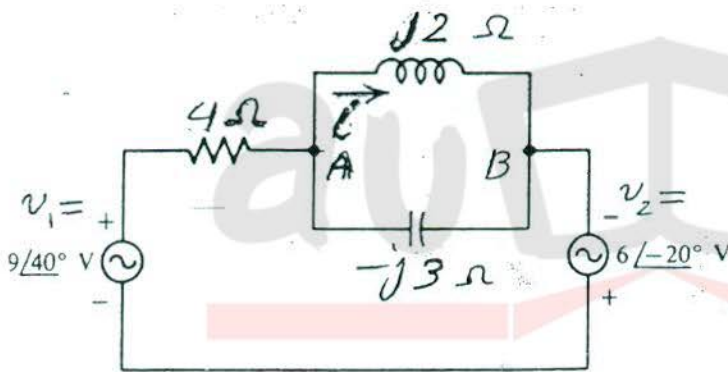 j2 Ω
4 Ω
i
A
B
v₁ =
+
9/40° V
−
−j3 Ω
v₂ =
−
6/−20° V
+